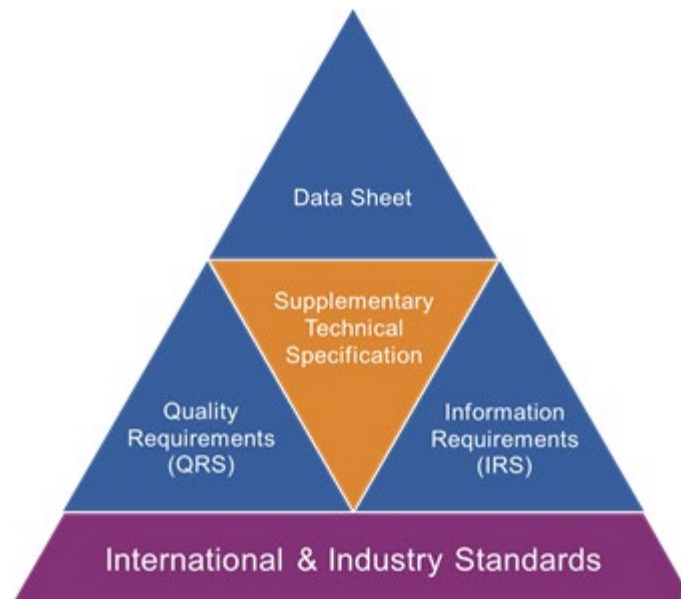 Data Sheet
Supplementary
Technical
Specification
Quality
Requirements
(QRS)
Information
Requirements
(IRS)
International & Industry Standards